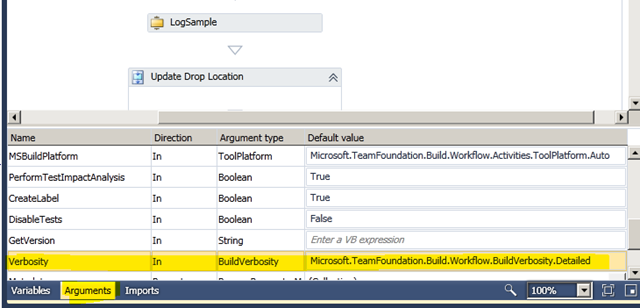 LogSample
Update Drop Location
Name Direction Argument type Default value
MSBuildPlatform In ToolPlatform Microsoft.TeamFoundation.Build.Workflow.Activities.ToolPlatform.Auto
PerformTestImpactAnalysis In Boolean True
CreateLabel In Boolean True
DisableTests In Boolean False
GetVersion In String Enter a VB expression
Verbosity In BuildVerbosity Microsoft.TeamFoundation.Build.Workflow.BuildVerbosity.Detailed
Variables Arguments Imports 100%